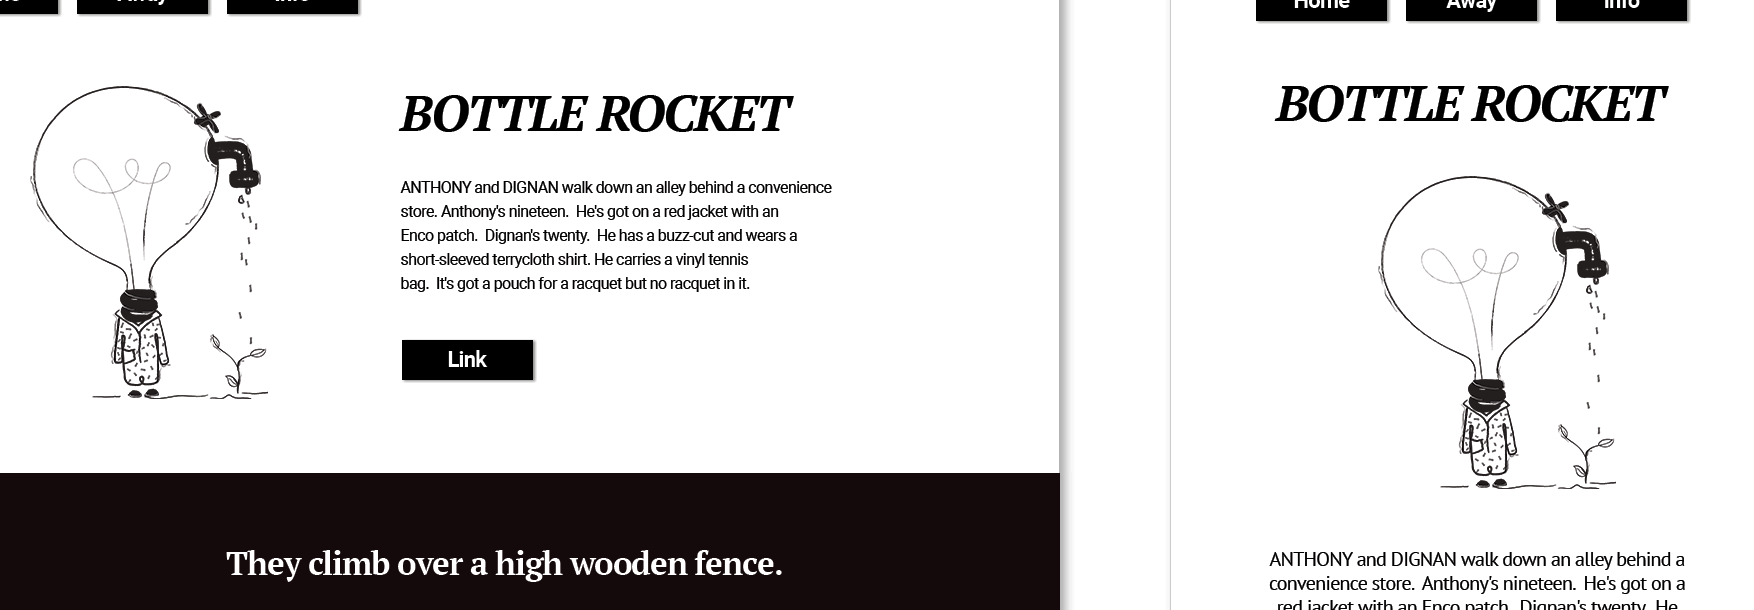 Away
Info
BOTTLE ROCKET
ANTHONY and DIGNAN walk down an alley behind a convenience
store. Anthony's nineteen.  He's got on a red jacket with an
Enco patch.  Dignan's twenty.  He has a buzz-cut and wears a
short-sleeved terrycloth shirt. He carries a vinyl tennis
bag.  It's got a pouch for a racquet but no racquet in it.
Link
They climb over a high wooden fence.
Home
Away
Info
BOTTLE ROCKET
ANTHONY and DIGNAN walk down an alley behind a
convenience store.  Anthony's nineteen.  He's got on a
red jacket with an Enco patch.  Dignan's twenty.  He